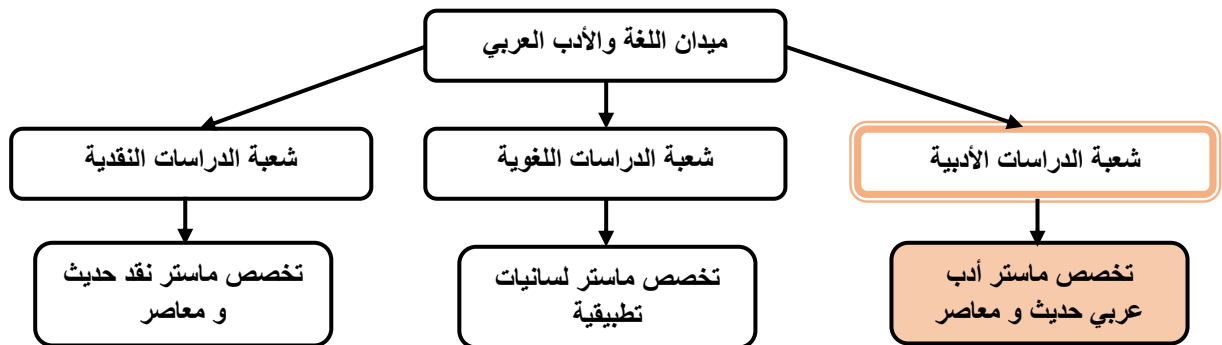 ميدان اللغة والأدب العربي
شعبة الدراسات الأدبية
شعبة الدراسات اللغوية
شعبة الدراسات النقدية
تخصص ماستر أدب
عربي حديث و معاصر
تخصص ماستر لسانيات
تطبيقية
تخصص ماستر نقد حديث
و معاصر